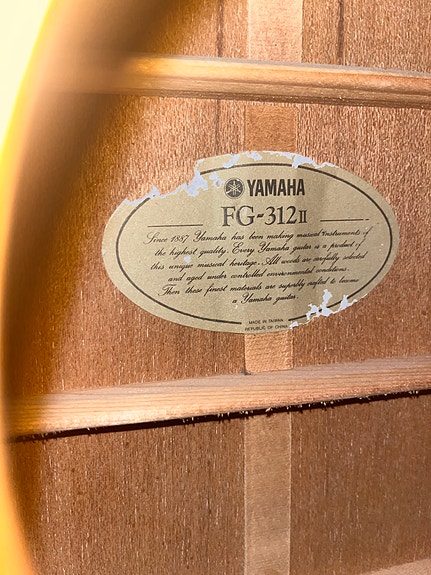 YAMAHA
FG-312II
Since 1887 Yamaha has been making musical instruments of
the highest quality. Every Yamaha guitar is a product of
this unique musical heritage. All woods are carefully selected
and aged under controlled environmental conditions.
Then these finest materials are superbly crafted to become
a Yamaha guitar.
MADE IN TAIWAN
REPUBLIC OF CHINA